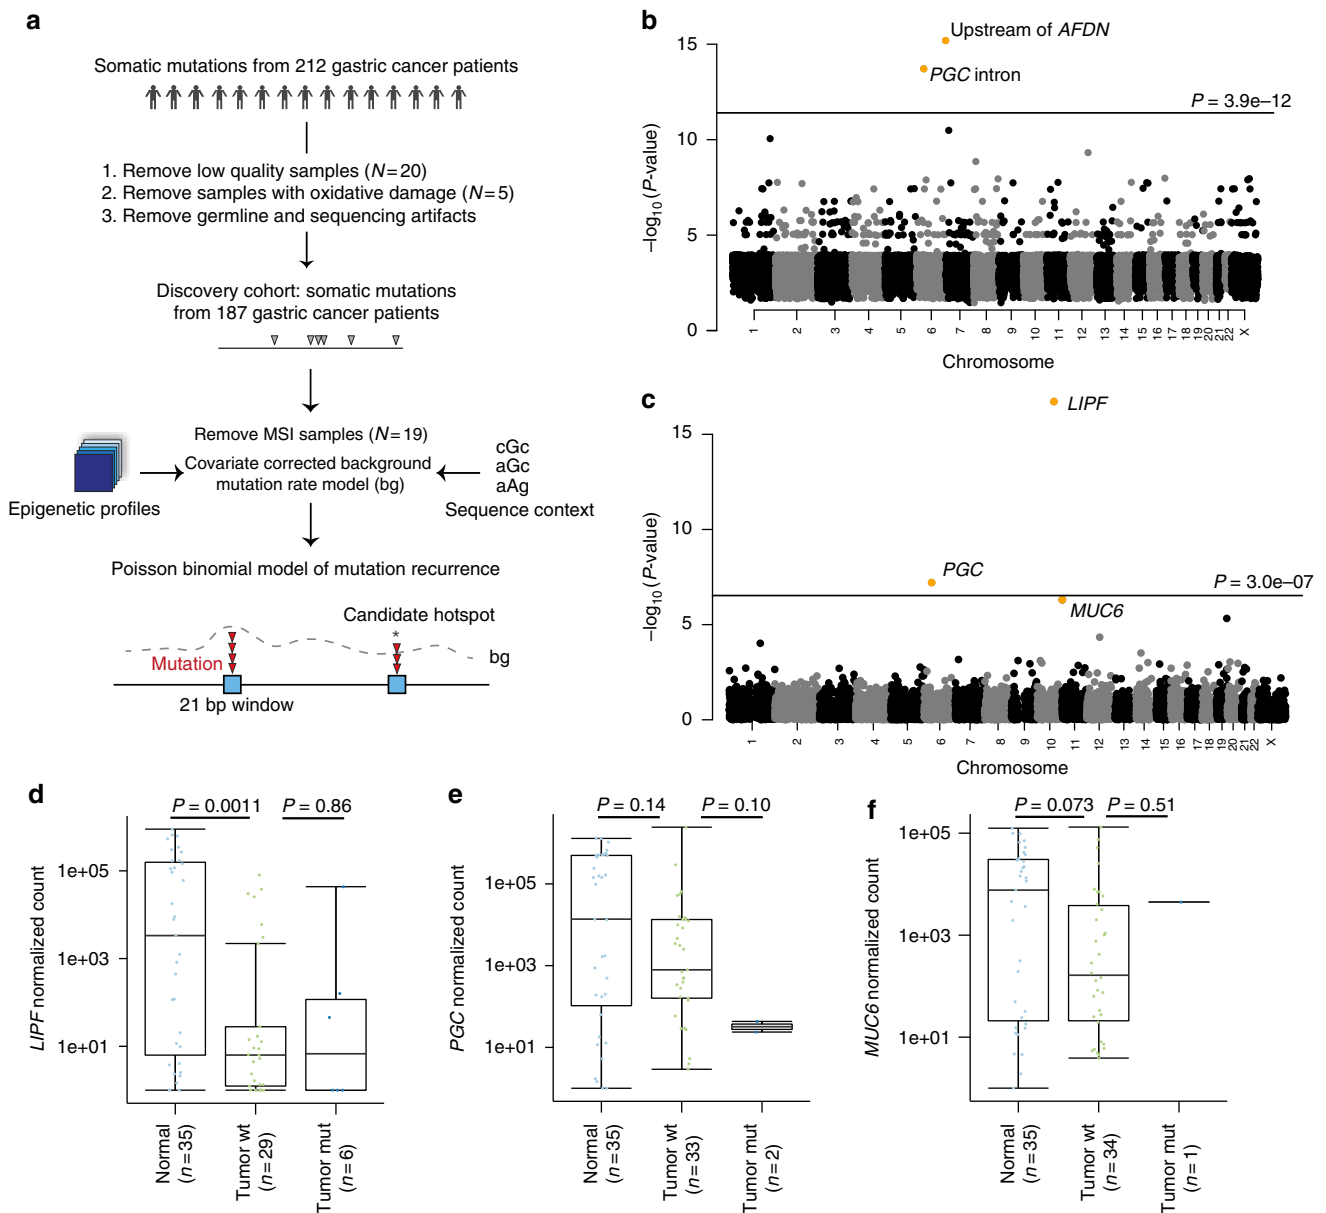 a
Somatic mutations from 212 gastric cancer patients
1. Remove low quality samples (N=20)
2. Remove samples with oxidative damage (N=5)
3. Remove germline and sequencing artifacts
Discovery cohort: somatic mutations
from 187 gastric cancer patients
Remove MSI samples (N=19)
Covariate corrected background
mutation rate model (bg)
Epigenetic profiles
cGc
aGc
aAg
Sequence context
Poisson binomial model of mutation recurrence
Candidate hotspot
*
Mutation
bg
21 bp window
b
Upstream of AFDN
PGC intron
P = 3.9e–12
–log10 (P-value)
15
10
5
0
1 2 3 4 5 6 7 8 9 10 11 12 13 14 15 16 17 18 19 20 21 22 X
Chromosome
c
LIPF
PGC
MUC6
P = 3.0e–07
–log10 (P-value)
15
10
5
0
1 2 3 4 5 6 7 8 9 10 11 12 13 14 15 16 17 18 19 20 21 22 X
Chromosome
d
P = 0.0011
P = 0.86
LIPF normalized count
1e+05
1e+03
1e+01
Normal
(n=35)
Tumor wt
(n=29)
Tumor mut
(n=6)
e
P = 0.14
P = 0.10
PGC normalized count
1e+05
1e+03
1e+01
Normal
(n=35)
Tumor wt
(n=33)
Tumor mut
(n=2)
f
P = 0.073
P = 0.51
MUC6 normalized count
1e+05
1e+03
1e+01
Normal
(n=35)
Tumor wt
(n=34)
Tumor mut
(n=1)